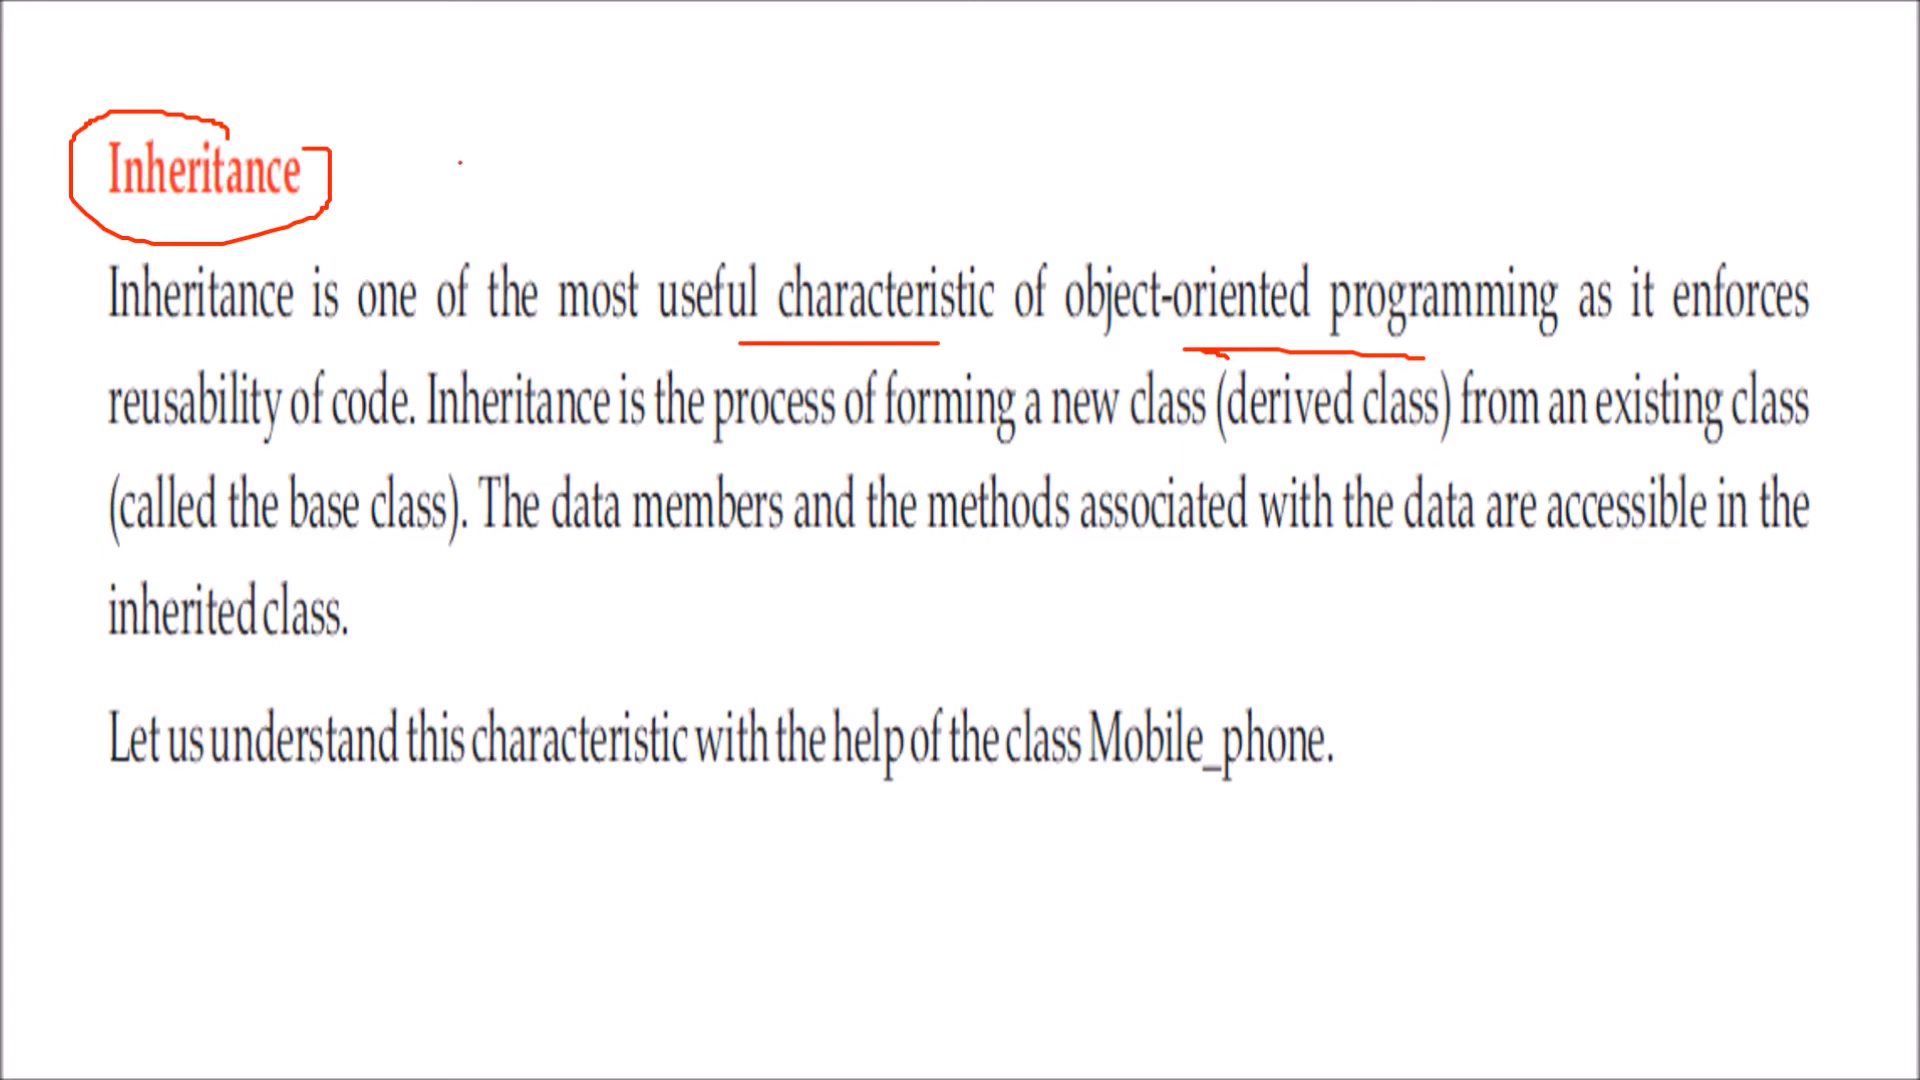 Inheritance
Inheritance is one of the most useful characteristic of object-oriented programming as it enforces
reusability of code. Inheritance is the process of forming a new class (derived class) from an existing class
(called the base class). The data members and the methods associated with the data are accessible in the
inherited class.
Let us understand this characteristic with the help of the class Mobile_phone.